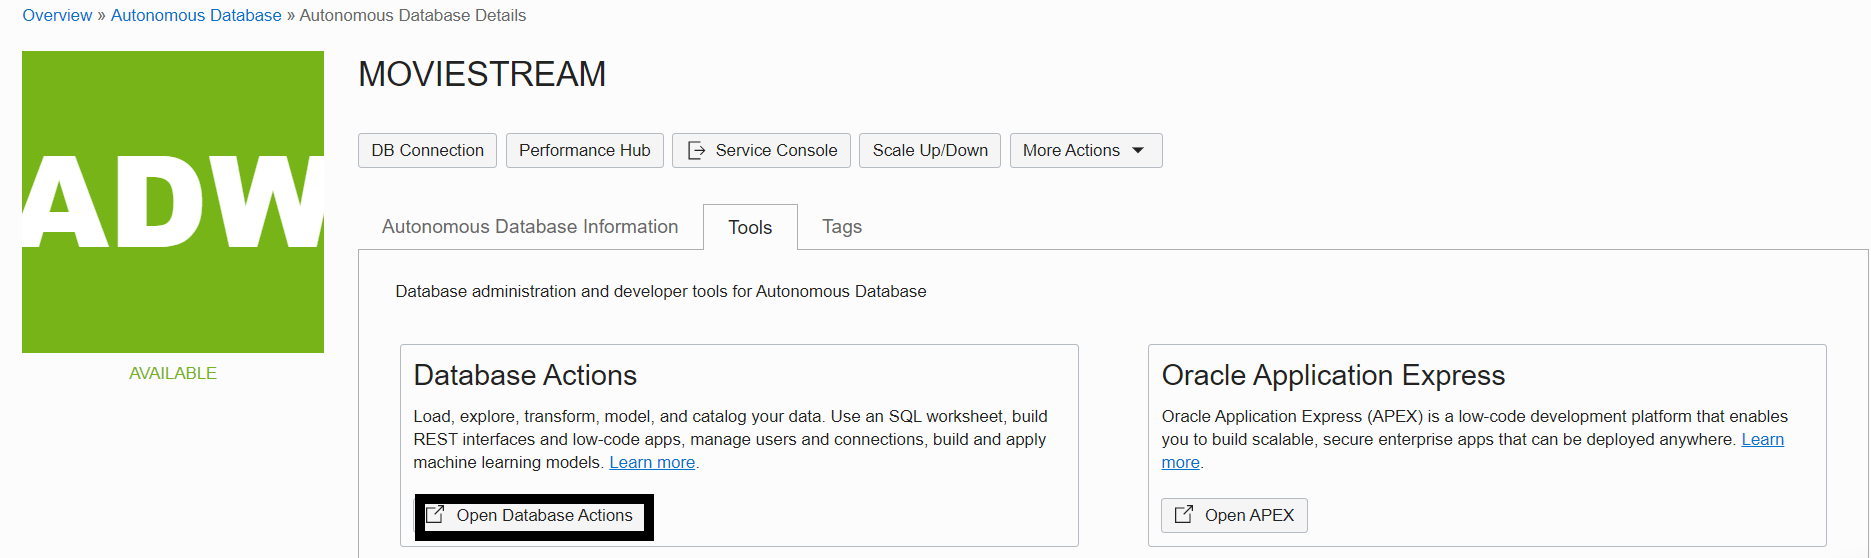 Overview » Autonomous Database » Autonomous Database Details
ADW
AVAILABLE
MOVIESTREAM
DB Connection
Performance Hub
Service Console
Scale Up/Down
More Actions
Autonomous Database Information
Tools
Tags
Database administration and developer tools for Autonomous Database
Database Actions
Load, explore, transform, model, and catalog your data. Use an SQL worksheet, build
REST interfaces and low-code apps, manage users and connections, build and apply
machine learning models. Learn more.
Open Database Actions
Oracle Application Express
Oracle Application Express (APEX) is a low-code development platform that enables
you to build scalable, secure enterprise apps that can be deployed anywhere. Learn
more.
Open APEX